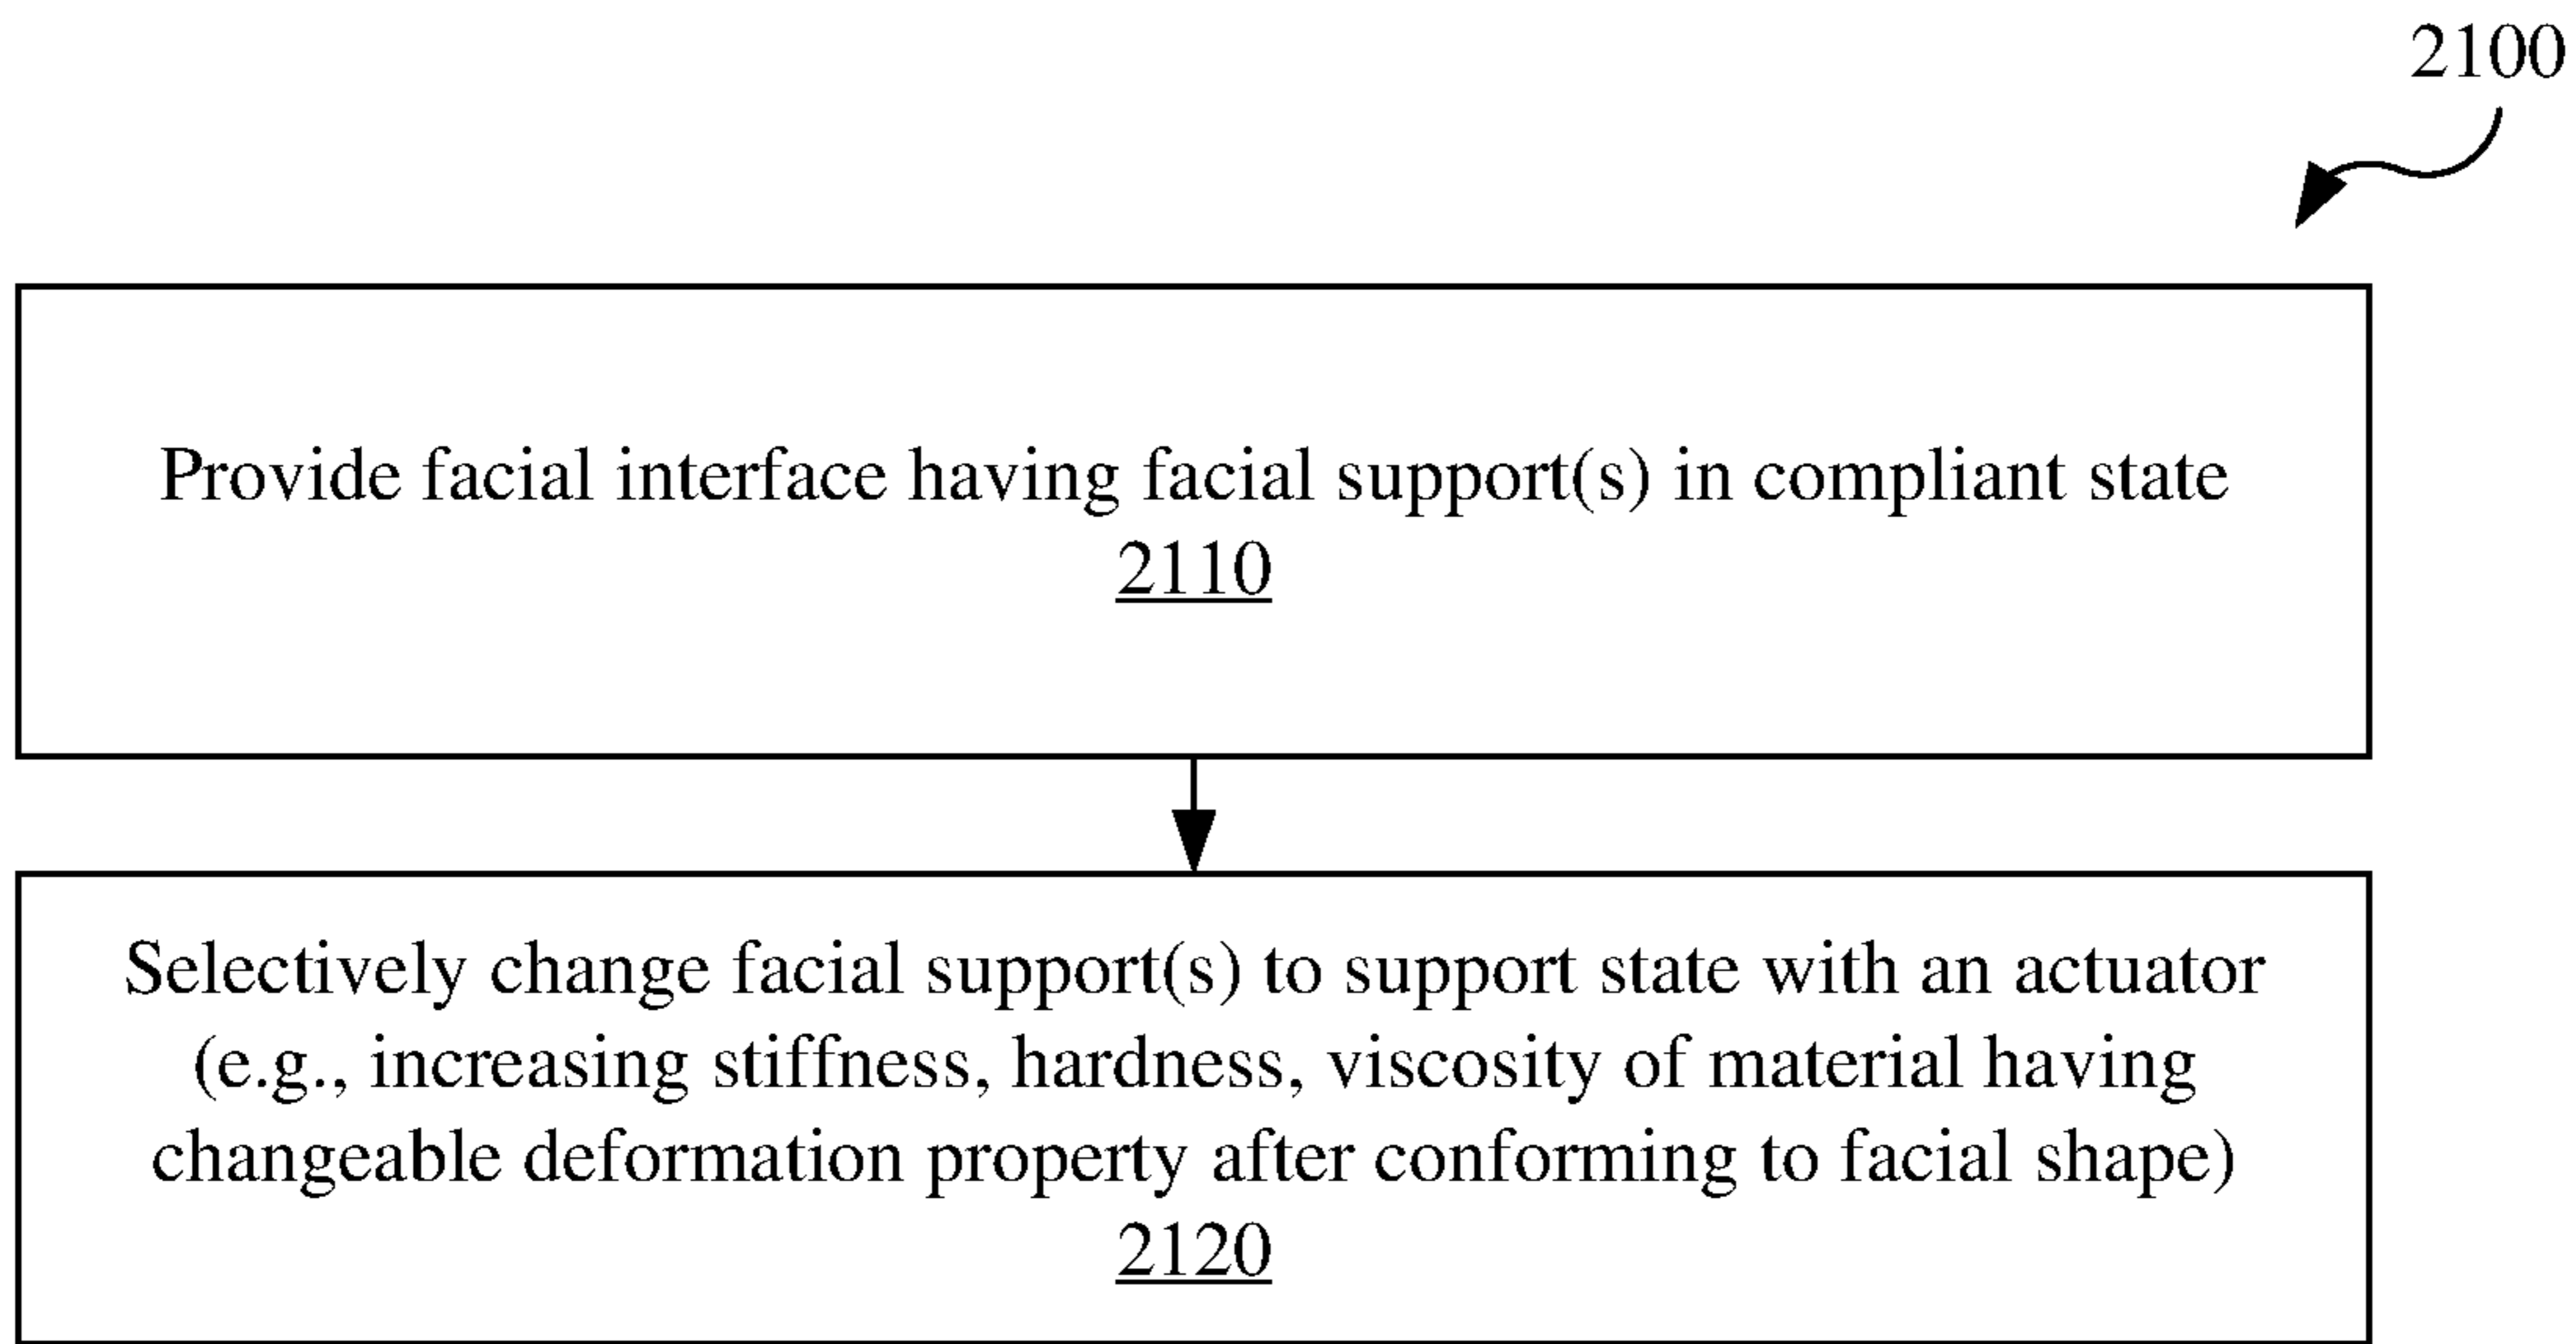 2100
Provide facial interface having facial support(s) in compliant state
2110
Selectively change facial support(s) to support state with an actuator
(e.g., increasing stiffness, hardness, viscosity of material having
changeable deformation property after conforming to facial shape)
2120